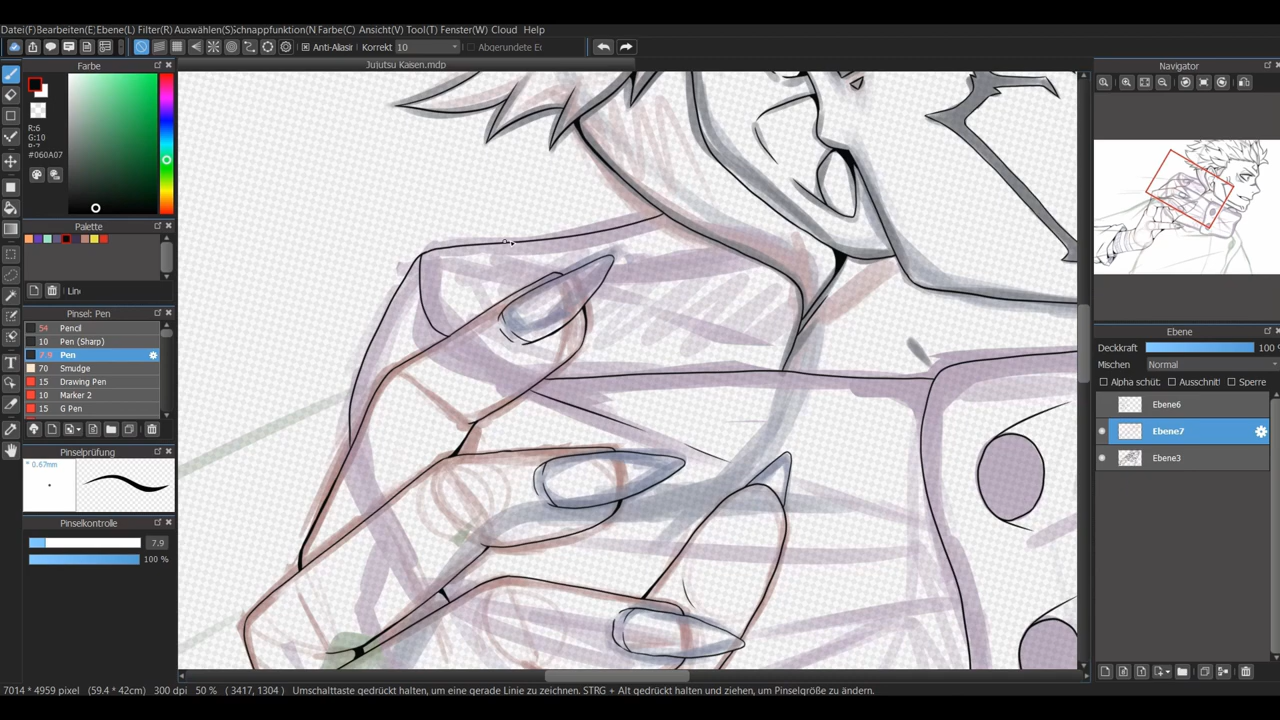 Datei(F)Bearbeiten(E)Ebene(L) Filter(R) Auswählen(S)Schnappfunktion(N Farbe(C) Ansicht(V) Tool(T) Fenster(W) Cloud Help
Anti-Aliasin Korrekt 10 Abgerundete E
Farbe
Jujutsu Kaisen.mdp
Navigator
R:6
G:10
B:7
#060A07
Palette
Line
Pinsel: Pen
54 Pencil
10 Pen (Sharp)
7.9 Pen
70 Smudge
15 Drawing Pen
10 Marker 2
15 G Pen
Pinselprüfung
* 0.67mm
Pinselkontrolle
7.9
100 %
Ebene
Deckkraft 100
Mischen Normal
Alpha schüt. Ausschnitt Sperre
Ebene6
Ebene7
Ebene3
7014 * 4959 pixel (59.4 * 42cm) 300 dpi 50 % ( 3417, 1304 ) Umschalttaste gedrückt halten, um eine gerade Linie zu zeichnen. STRG + Alt gedrückt halten und ziehen, um Pinselgröße zu ändern.